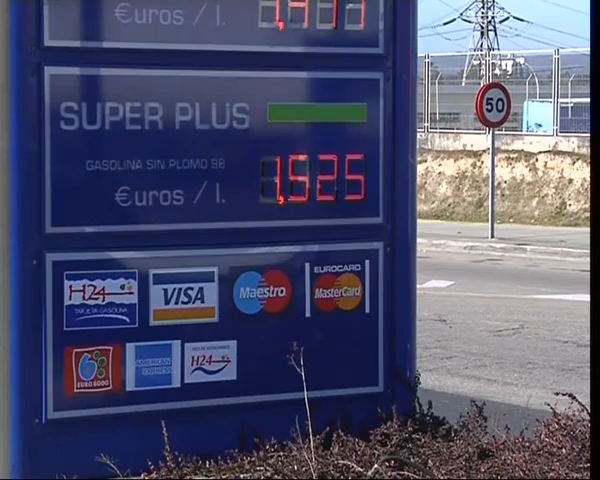 €uros / l.
SUPER PLUS
GASOLINA SIN PLOMO 98
€uros / l. 1,525
50
H24
TARJETA GASOLINA
VISA
Maestro
EUROCARD
MasterCard
6
EURO 6000
AMERICAN
EXPRESS
H24